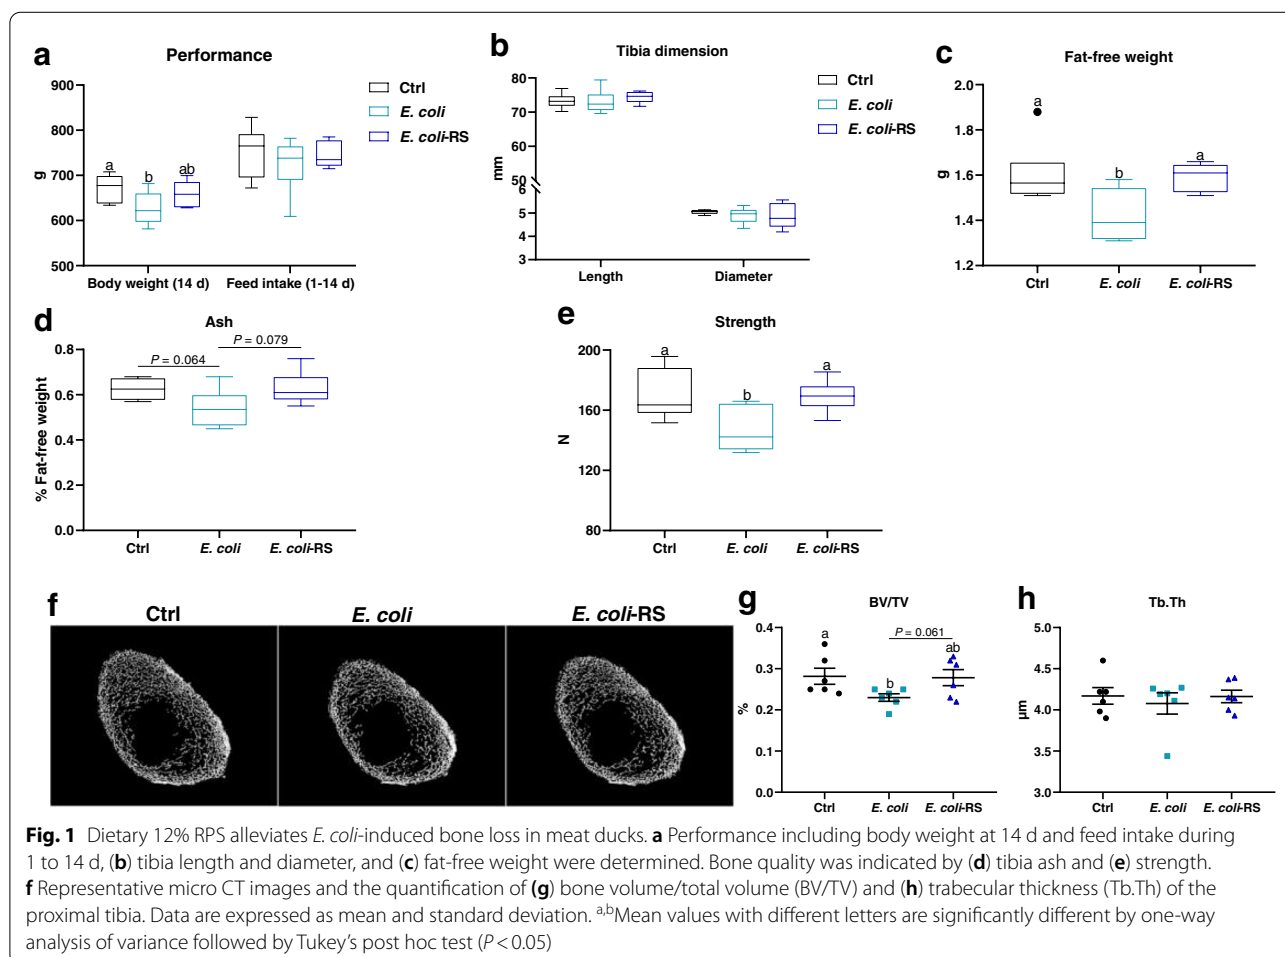 a
Performance
900
800
700
600
500
g
a
b
ab
Body weight (14 d)
Feed intake (1-14 d)
Ctrl
E. coli
E. coli-RS
b
Tibia dimension
80
70
60
50
6
5
4
3
mm
Length
Diameter
Ctrl
E. coli
E. coli-RS
c
Fat-free weight
2.0
1.8
1.6
1.4
1.2
g
a
b
a
Ctrl
E. coli
E. coli-RS
d
Ash
0.8
0.6
0.4
0.2
0.0
% Fat-free weight
P = 0.064
P = 0.079
Ctrl
E. coli
E. coli-RS
e
Strength
200
160
120
80
N
a
b
a
Ctrl
E. coli
E. coli-RS
f
Ctrl
E. coli
E. coli-RS
g
BV/TV
0.4
0.3
0.2
0.1
0.0
%
a
b
ab
P = 0.061
Ctrl
E. coli
E. coli-RS
h
Tb.Th
5.0
4.5
4.0
3.5
3.0
µm
Ctrl
E. coli
E. coli-RS
Fig. 1 Dietary 12% RPS alleviates E. coli-induced bone loss in meat ducks. a Performance including body weight at 14 d and feed intake during
1 to 14 d, (b) tibia length and diameter, and (c) fat-free weight were determined. Bone quality was indicated by (d) tibia ash and (e) strength.
f Representative micro CT images and the quantification of (g) bone volume/total volume (BV/TV) and (h) trabecular thickness (Tb.Th) of the
proximal tibia. Data are expressed as mean and standard deviation. a,bMean values with different letters are significantly different by one-way
analysis of variance followed by Tukey's post hoc test (P < 0.05)